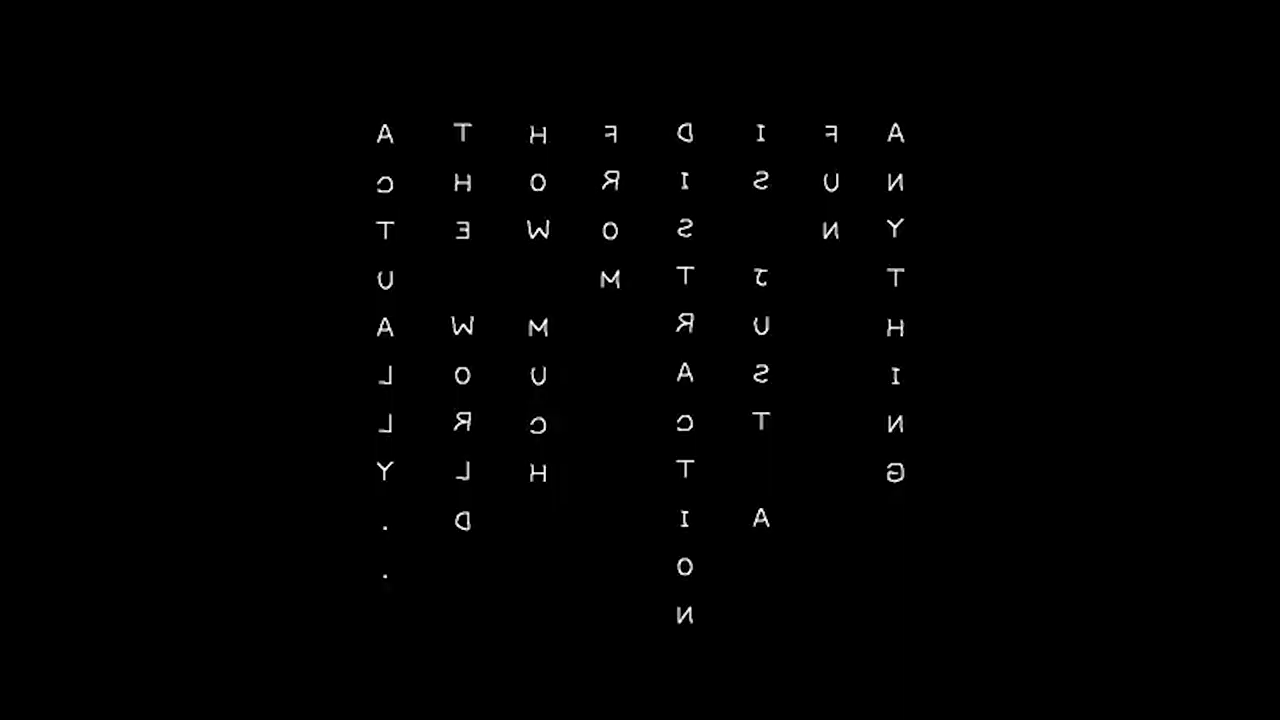 ANYTHING
FUN
IS JUST A
DISTRACTION
FROM
HOW MUCH
THE WORLD
ACTUALLY..